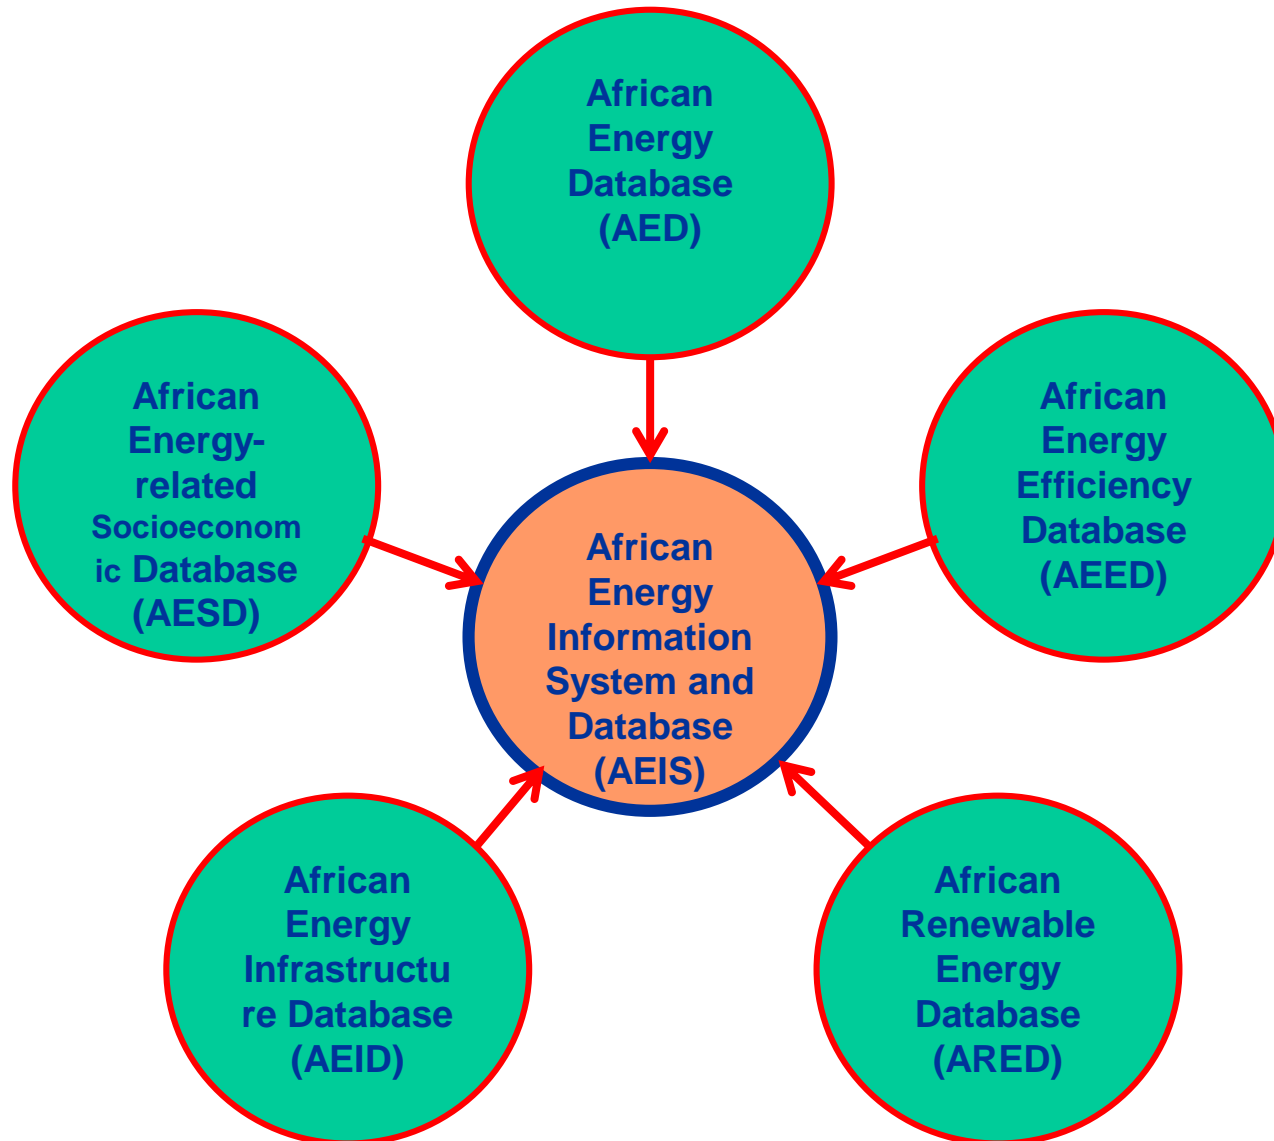 African
Energy
Database
(AED)
African
Energy-
related
Socioeconom
ic Database
(AESD)
African
Energy
Efficiency
Database
(AEED)
African
Energy
Information
System and
Database
(AEIS)
African
Energy
Infrastructu
re Database
(AEID)
African
Renewable
Energy
Database
(ARED)